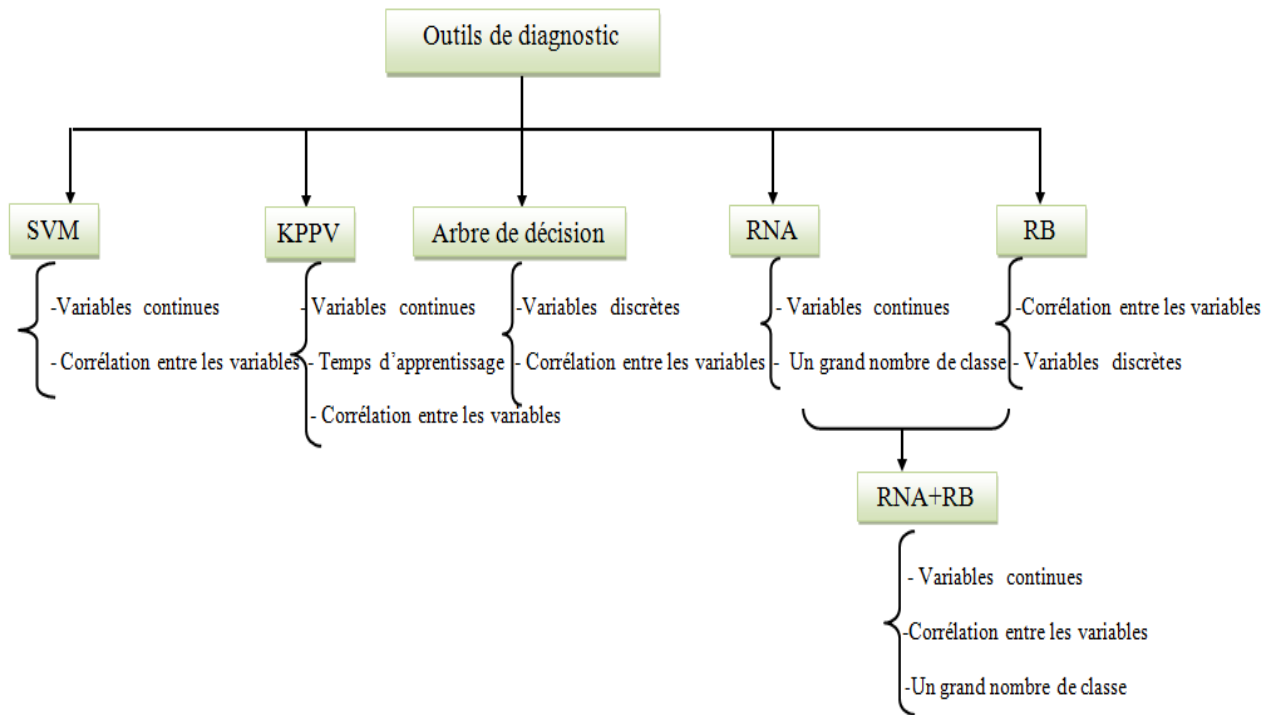 Outils de diagnostic
SVM
KPPV
Arbre de décision
RNA
RB
-Variables continues
- Corrélation entre les variables
- Variables continues
- Temps d'apprentissage
- Corrélation entre les variables
-Variables discrètes
- Corrélation entre les variables
- Variables continues
- Un grand nombre de classe
-Corrélation entre les variables
- Variables discrètes
RNA+RB
- Variables continues
-Corrélation entre les variables
-Un grand nombre de classe